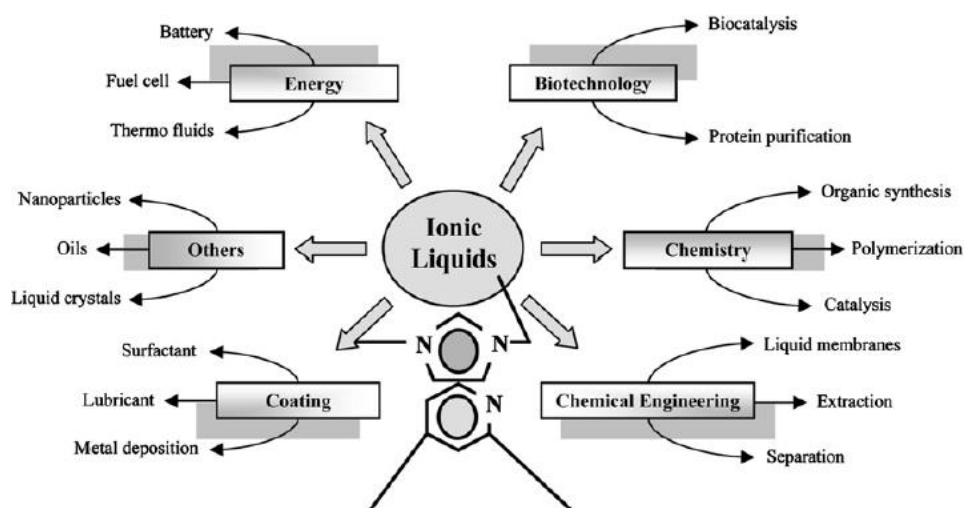 Battery
Fuel cell
Energy
Thermo fluids
Biocatalysis
Biotechnology
Protein purification
Nanoparticles
Oils
Others
Liquid crystals
Ionic
Liquids
Organic synthesis
Chemistry
Polymerization
Catalysis
Surfactant
Lubricant
Coating
Metal deposition
N
N
N
Liquid membranes
Chemical Engineering
Extraction
Separation